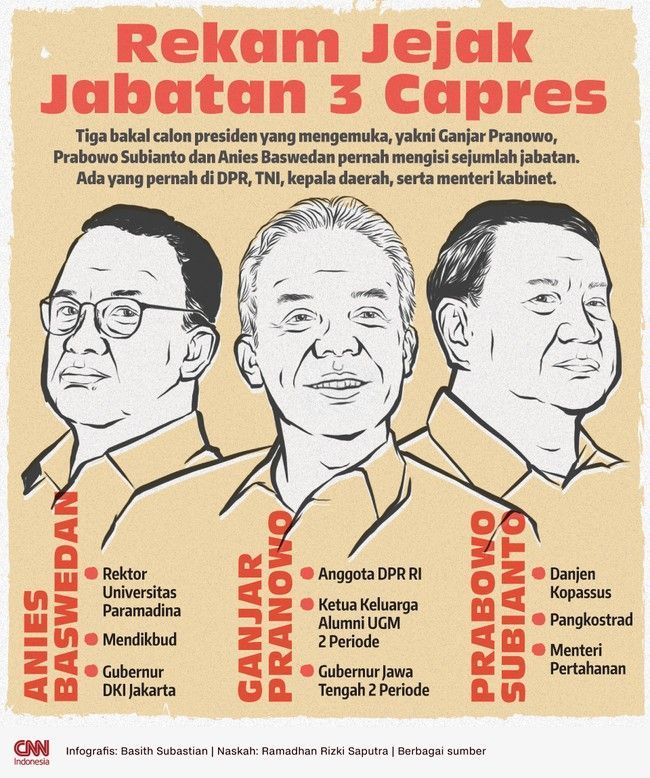 Rekam Jejak
Jabatan 3 Capres
Tiga bakal calon presiden yang mengemuka, yakni Ganjar Pranowo,
Prabowo Subianto dan Anies Baswedan pernah mengisi sejumlah jabatan.
Ada yang pernah di DPR, TNI, kepala daerah, serta menteri kabinet.
ANIES
BASWEDAN
Rektor
Universitas
Paramadina
Mendikbud
Gubernur
DKI Jakarta
GANJAR
PRANOWO
Anggota DPR RI
Ketua Keluarga
Alumni UGM
2 Periode
Gubernur Jawa
Tengah 2 Periode
PRABOWO
SUBIANTO
Danjen
Kopassus
Pangkostrad
Menteri
Pertahanan
CNN
Indonesia
Infografis: Basith Subastian | Naskah: Ramadhan Rizki Saputra | Berbagai sumber